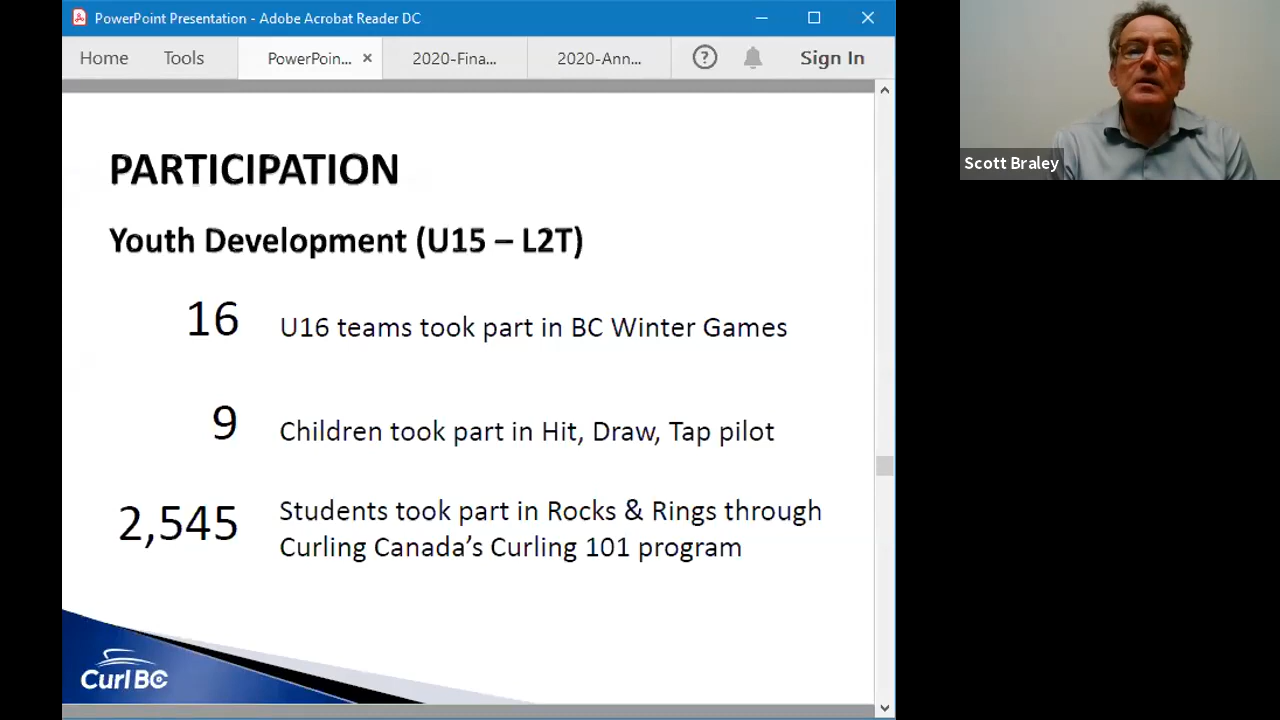 PowerPoint Presentation - Adobe Acrobat Reader DC
Home Tools PowerPoin... × 2020-Fina... 2020-Ann... ? Sign In
Scott Braley
PARTICIPATION
Youth Development (U15 – L2T)
16 U16 teams took part in BC Winter Games
9 Children took part in Hit, Draw, Tap pilot
2,545 Students took part in Rocks & Rings through
Curling Canada's Curling 101 program
Curl BC